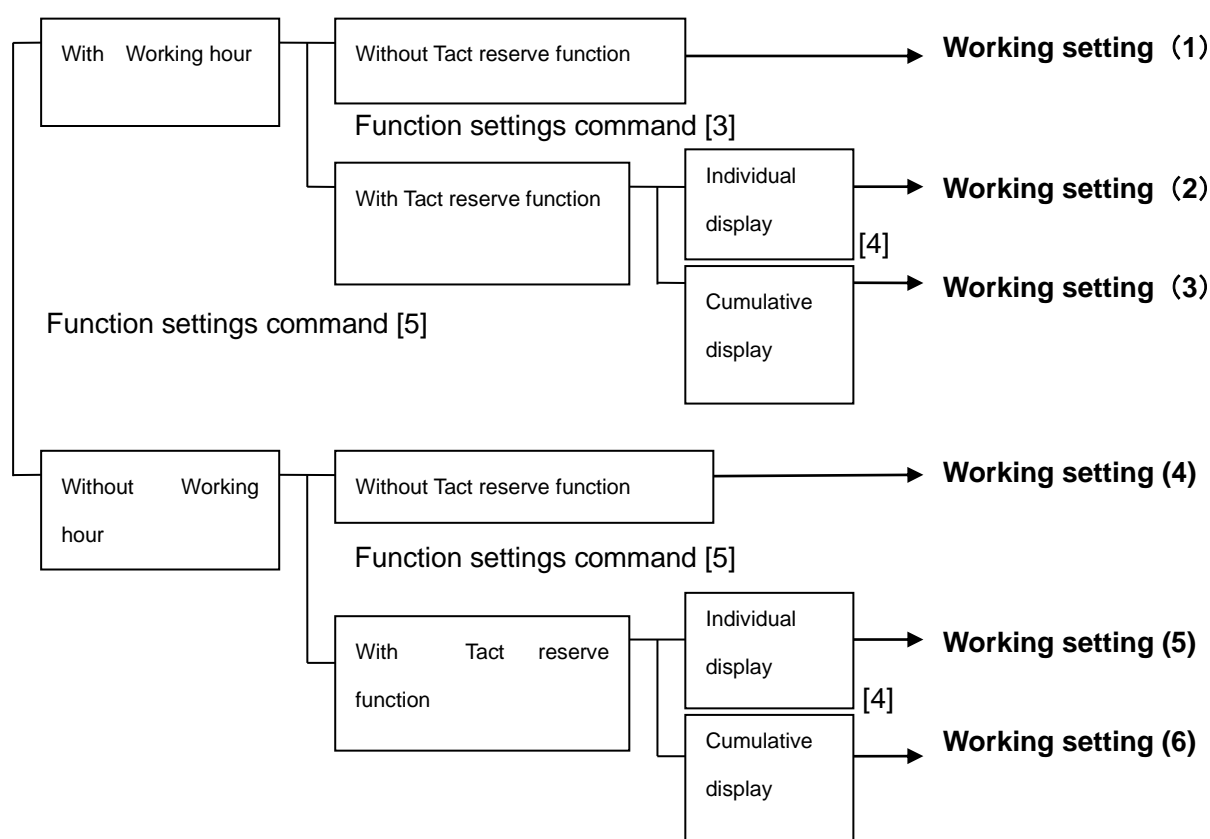 With Working hour
Without Tact reserve function
Working setting（1）
Function settings command [3]
With Tact reserve function
Individual
display
[4]
Working setting（2）
Cumulative
display
Working setting（3）
Function settings command [5]
Without Working
hour
Without Tact reserve function
Working setting (4)
Function settings command [5]
With Tact reserve
function
Individual
display
[4]
Working setting (5)
Cumulative
display
Working setting (6)